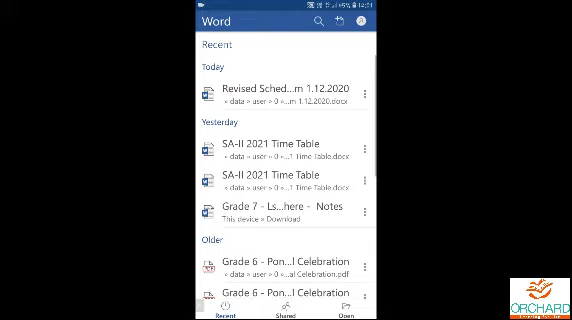 65% 14:01
Word
Recent
Today
Revised Sched...m 1.12.2020
» data » user » 0 »...m 1.12.2020.docx
Yesterday
SA-II 2021 Time Table
» data » user » 0 »...1 Time Table.docx
SA-II 2021 Time Table
» data » user » 0 »...1 Time Table.docx
Grade 7 - Ls...here - Notes
This device » Download
Older
Grade 6 - Pon...l Celebration
» data » user » 0 »...al Celebration.pdf
Grade 6 - Pon...l Celebration
Recent
Shared
Open
ORCHARD